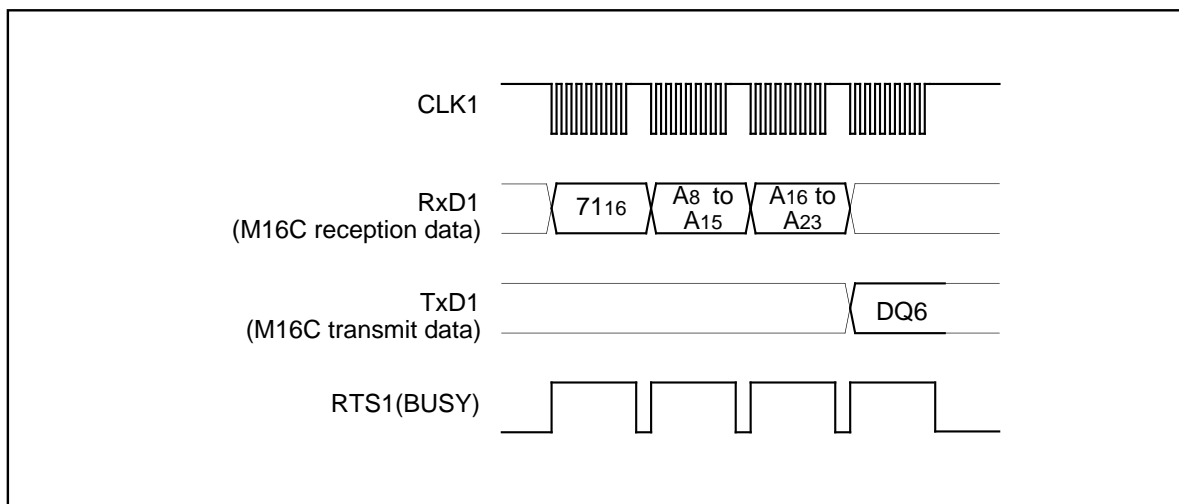 CLK1
RxD1
(M16C reception data)
7116
A8 to
A15
A16 to
A23
TxD1
(M16C transmit data)
DQ6
RTS1(BUSY)